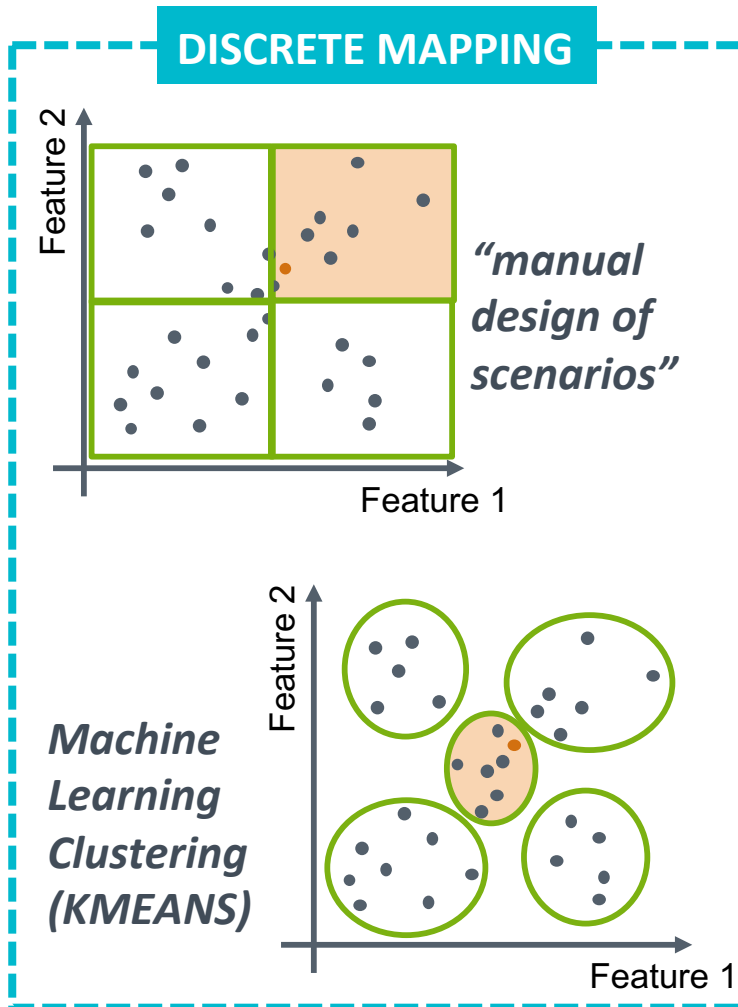 DISCRETE MAPPING
Feature 2
“manual
design of
scenarios”
Feature 1
Feature 2
Machine
Learning
Clustering
(KMEANS)
Feature 1